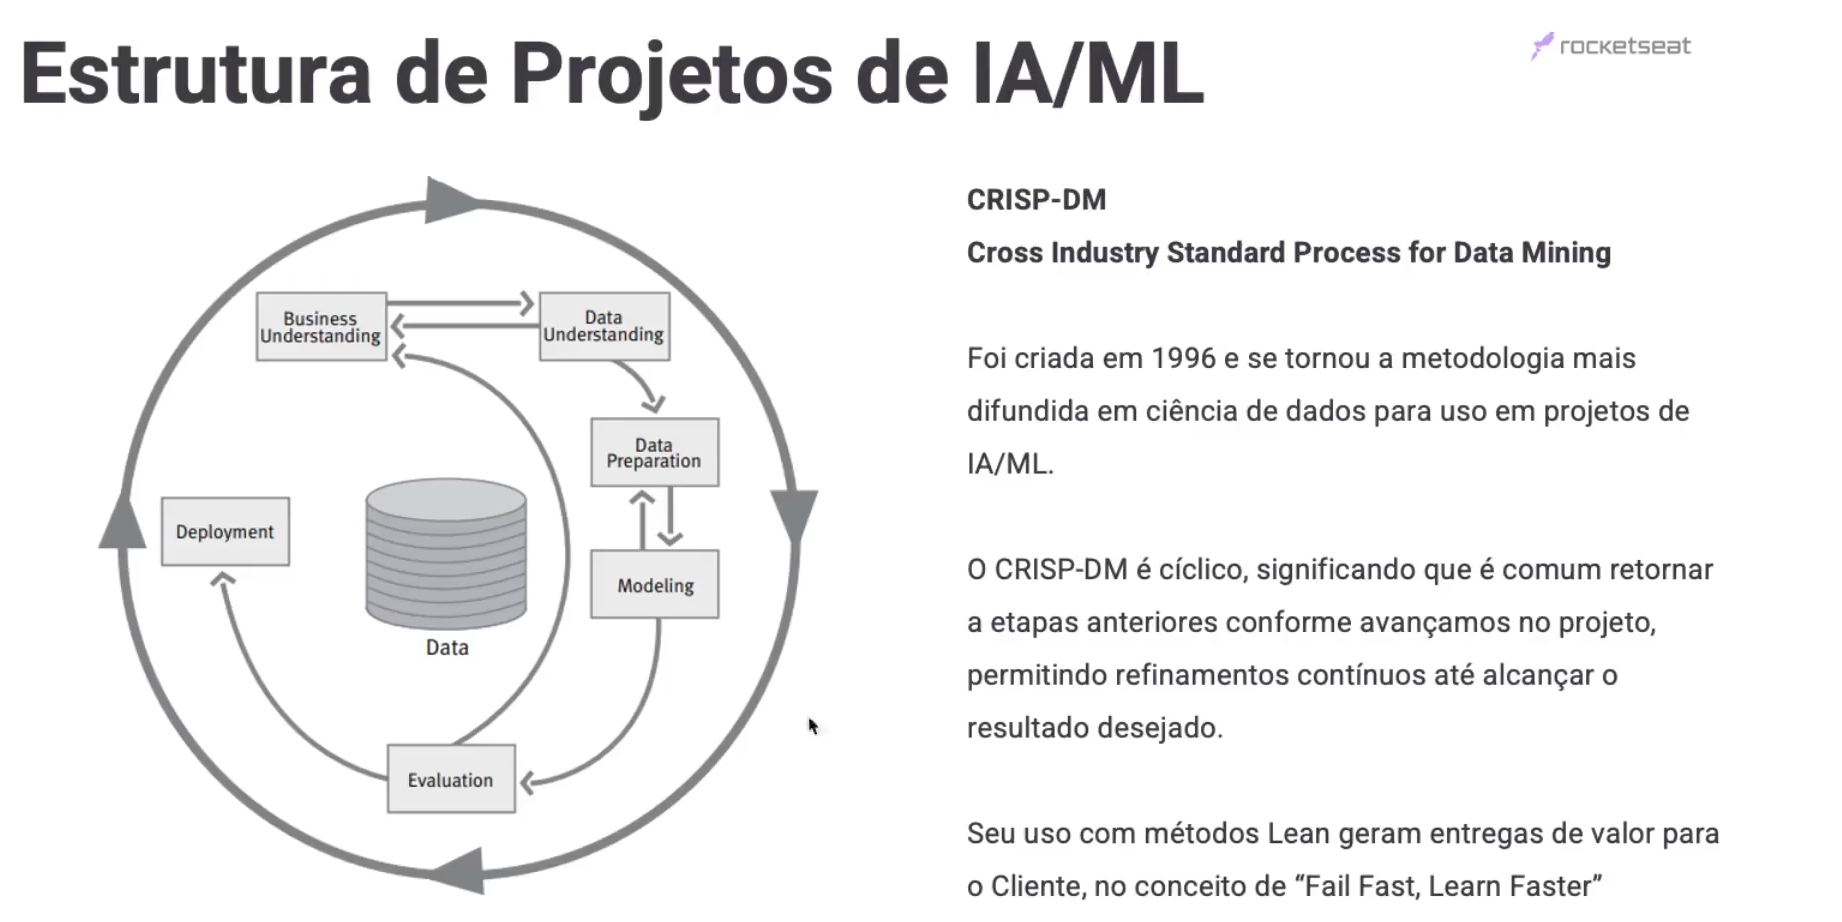 Estrutura de Projetos de IA/ML
rocketseat
Business
Understanding
Data
Understanding
Data
Preparation
Deployment
Modeling
Data
Evaluation
CRISP-DM
Cross Industry Standard Process for Data Mining
Foi criada em 1996 e se tornou a metodologia mais
difundida em ciência de dados para uso em projetos de
IA/ML.
O CRISP-DM é cíclico, significando que é comum retornar
a etapas anteriores conforme avançamos no projeto,
permitindo refinamentos contínuos até alcançar o
resultado desejado.
Seu uso com métodos Lean geram entregas de valor para
o Cliente, no conceito de “Fail Fast, Learn Faster”